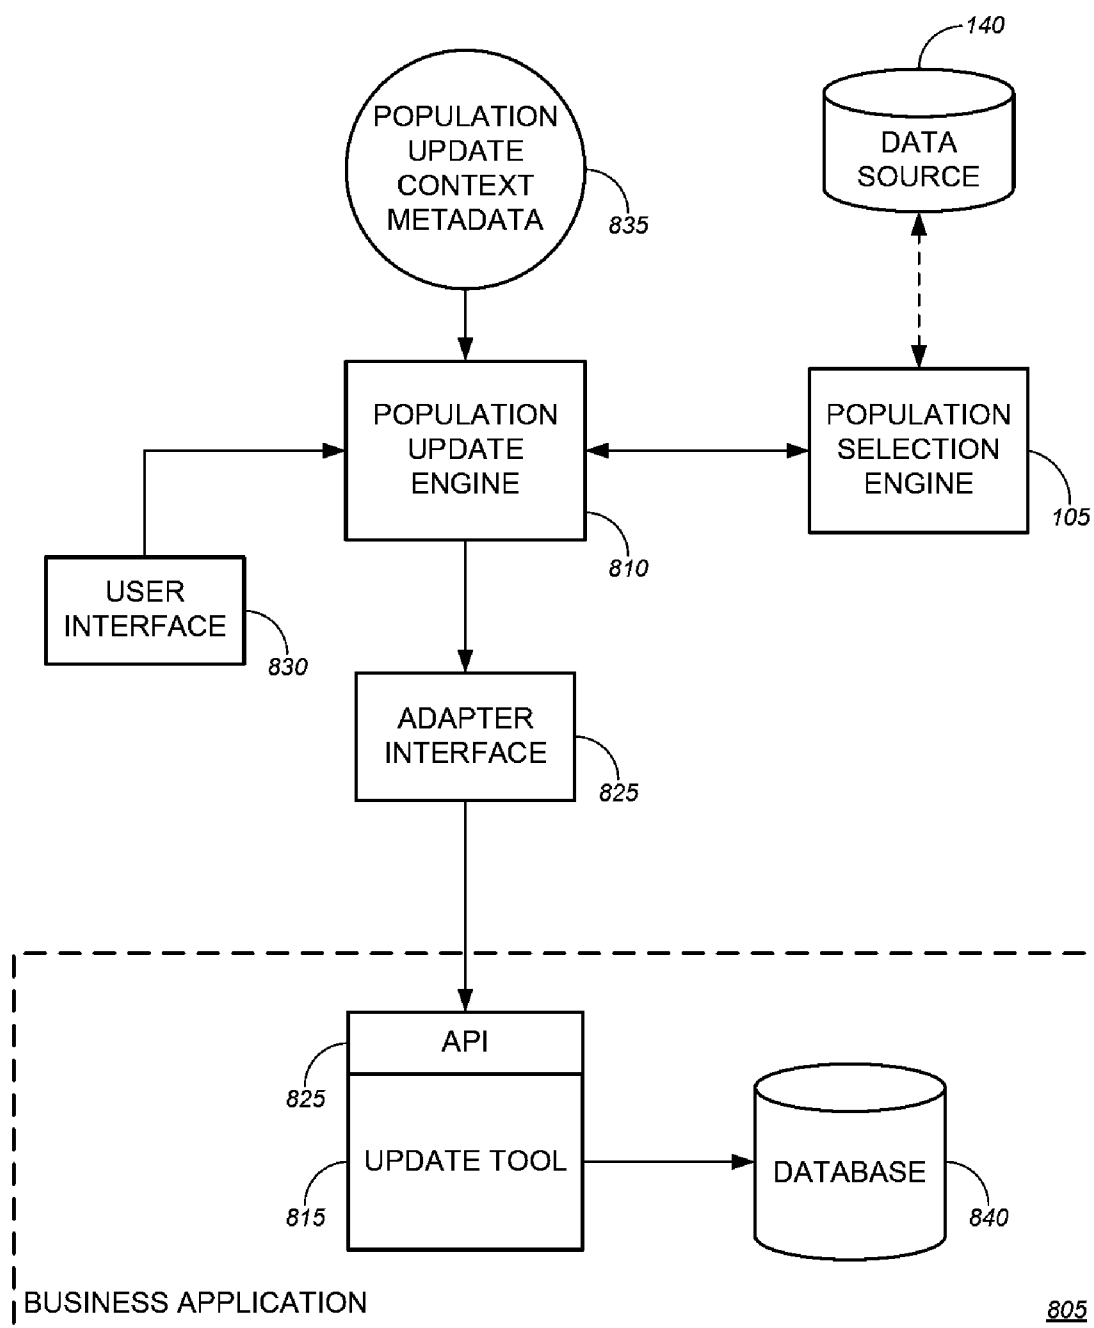 140
POPULATION
UPDATE
CONTEXT
METADATA
835
DATA
SOURCE
POPULATION
UPDATE
ENGINE
810
POPULATION
SELECTION
ENGINE
105
USER
INTERFACE
830
ADAPTER
INTERFACE
825
API
825
UPDATE TOOL
815
DATABASE
840
BUSINESS APPLICATION
805